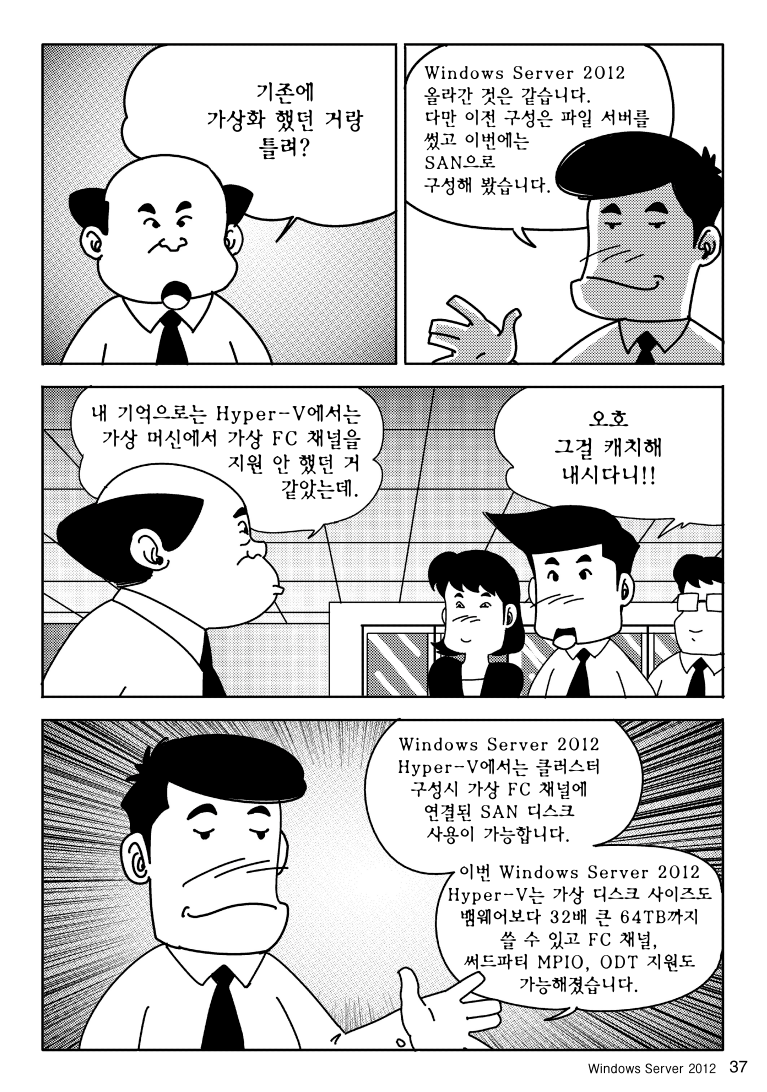 기존에
가상화 했던 거랑
틀려?
Windows Server 2012
올라간 것은 같습니다.
다만 이전 구성은 파일 서버를
썼고 이번에는
SAN으로
구성해 봤습니다.
내 기억으로는 Hyper-V에서는
가상 머신에서 가상 FC 채널을
지원 안 했던 거
같았는데.
오호
그걸 캐치해
내시다니!!
Windows Server 2012
Hyper-V에서는 클러스터
구성시 가상 FC 채널에
연결된 SAN 디스크
사용이 가능합니다.
이번 Windows Server 2012
Hyper-V는 가상 디스크 사이즈도
뱀웨어보다 32배 큰 64TB까지
쓸 수 있고 FC 채널,
써드파티 MPIO, ODT 지원도
가능해졌습니다.
Windows Server 2012 37